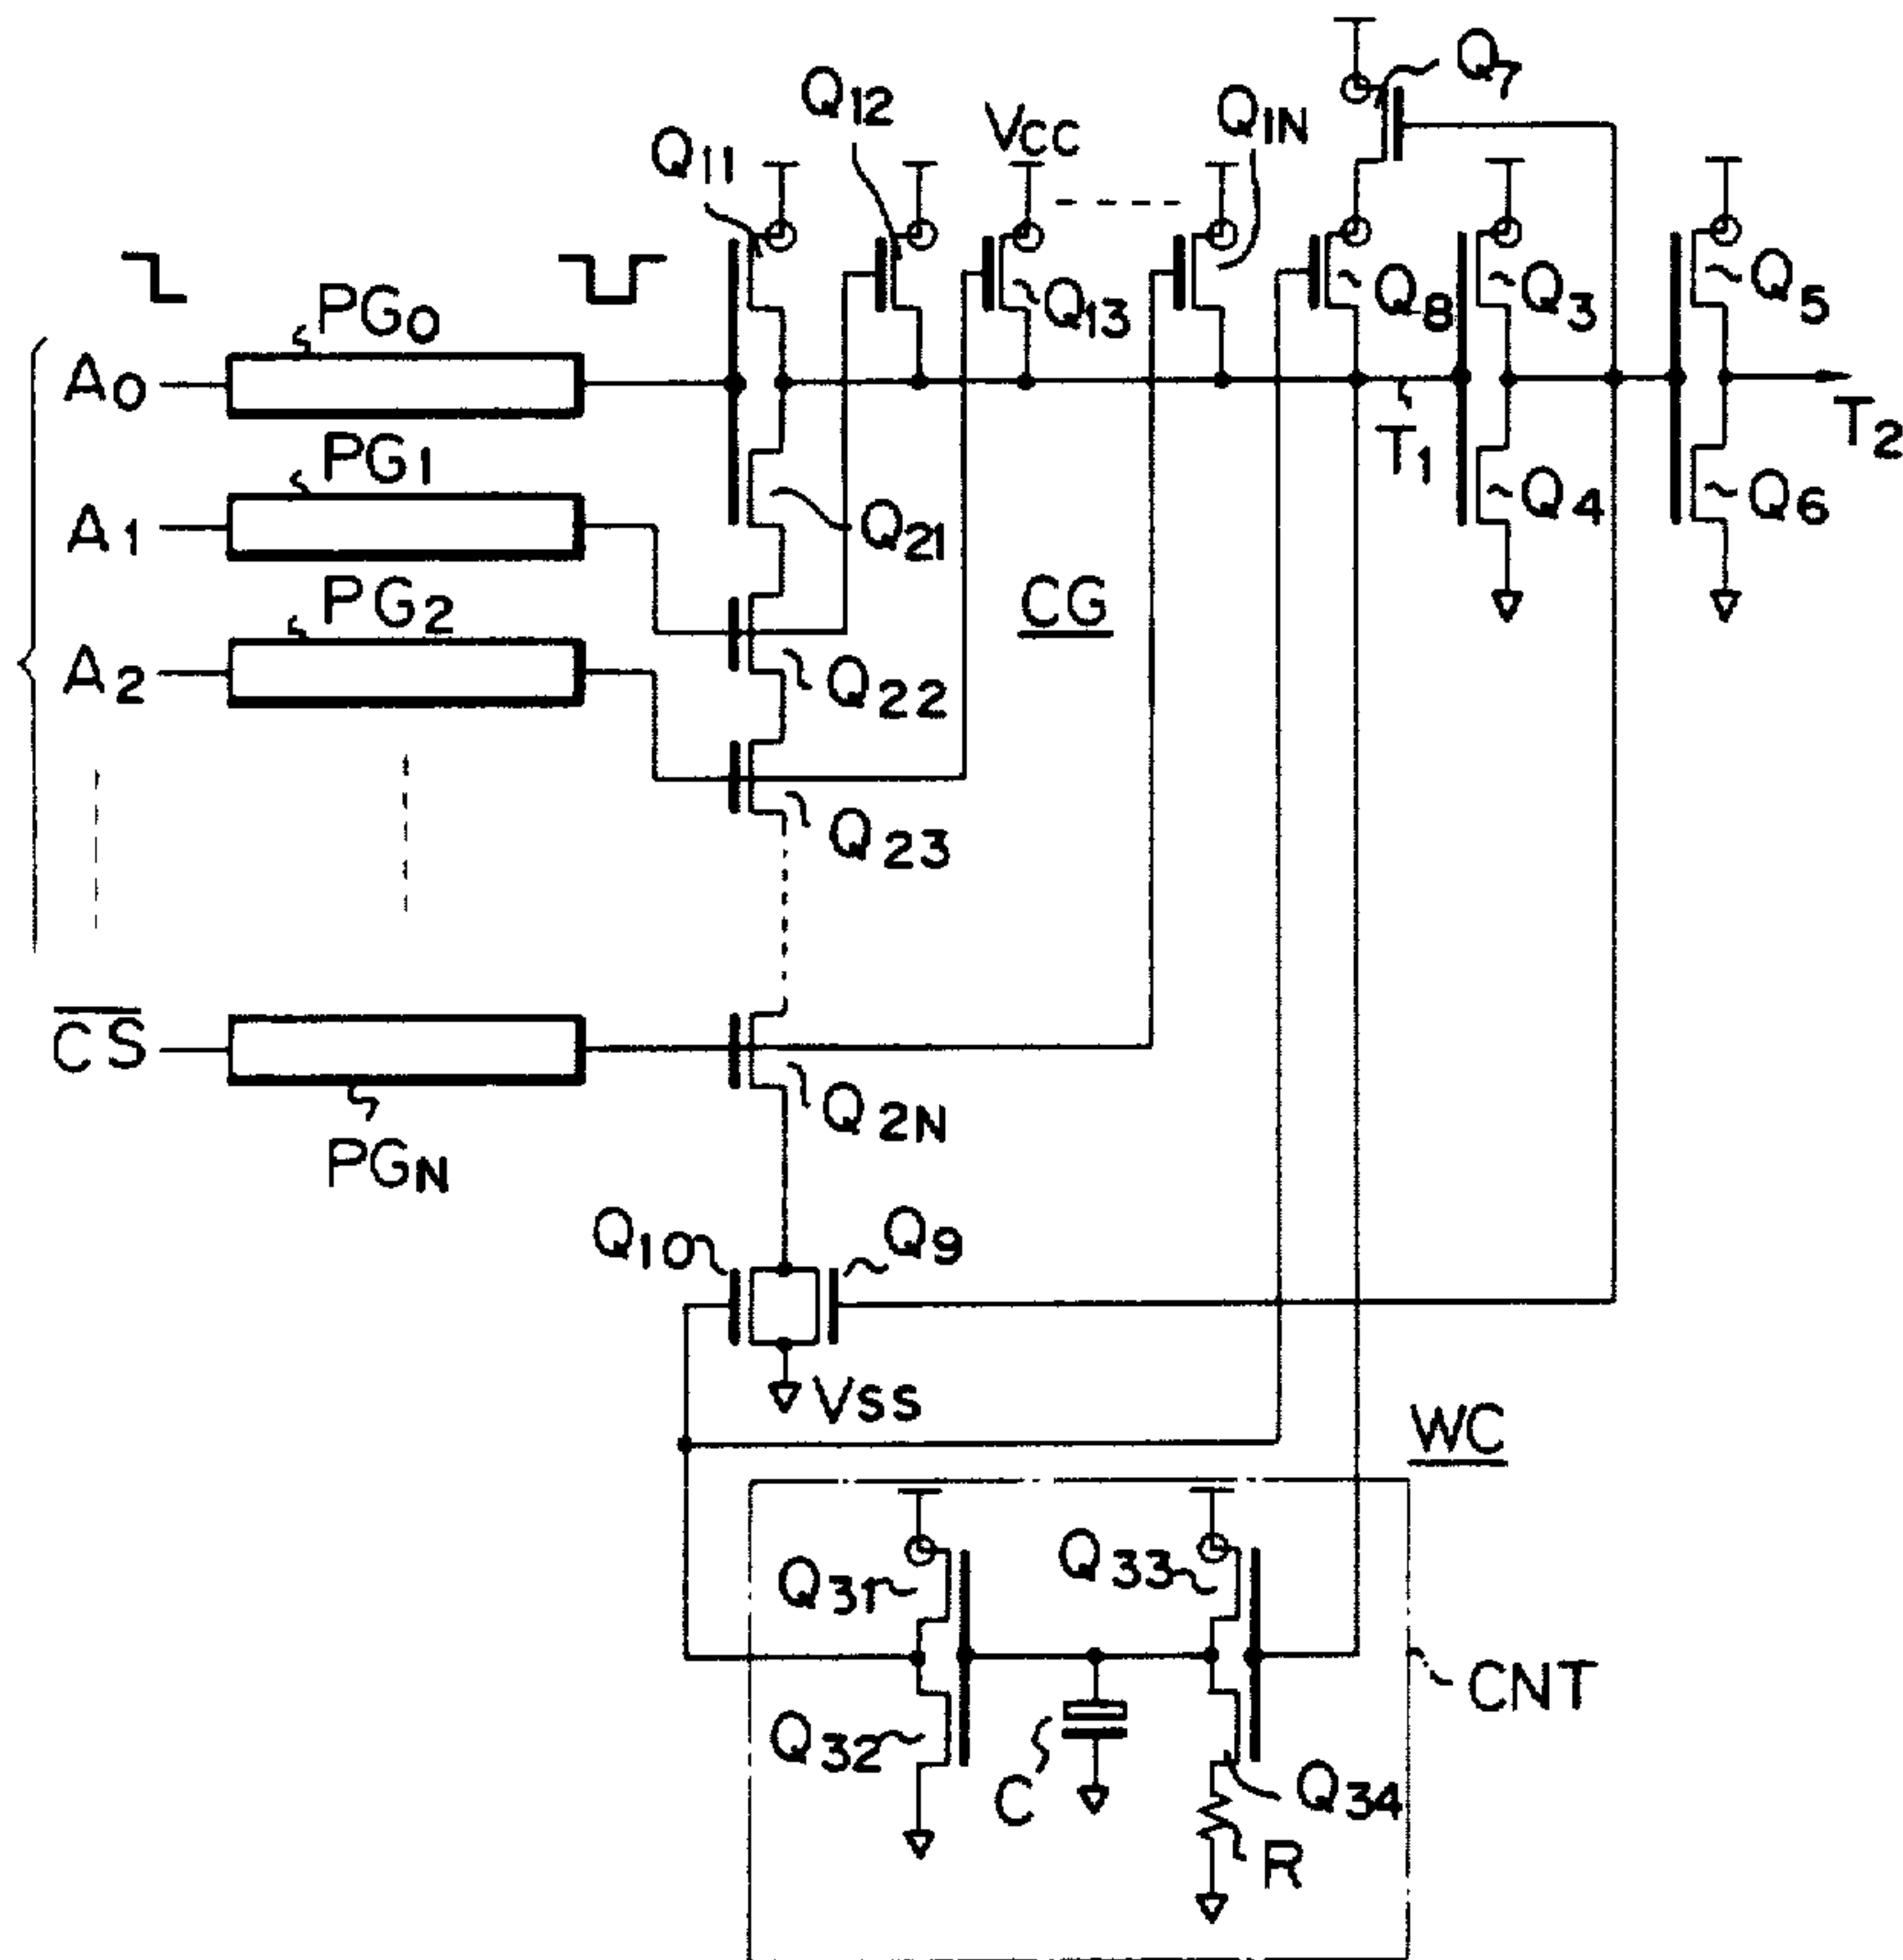 Q7
Q12
VCC
Q1N
Q11
PG0
Q13
Q8
Q3
Q5
A0
T1
T2
PG1
A1
Q21
Q4
Q6
PG2
CG
A2
Q22
Q23
CS
Q2N
PGN
Q10
Q9
VSS
WC
Q31
Q33
CNT
Q32
C
Q34
R